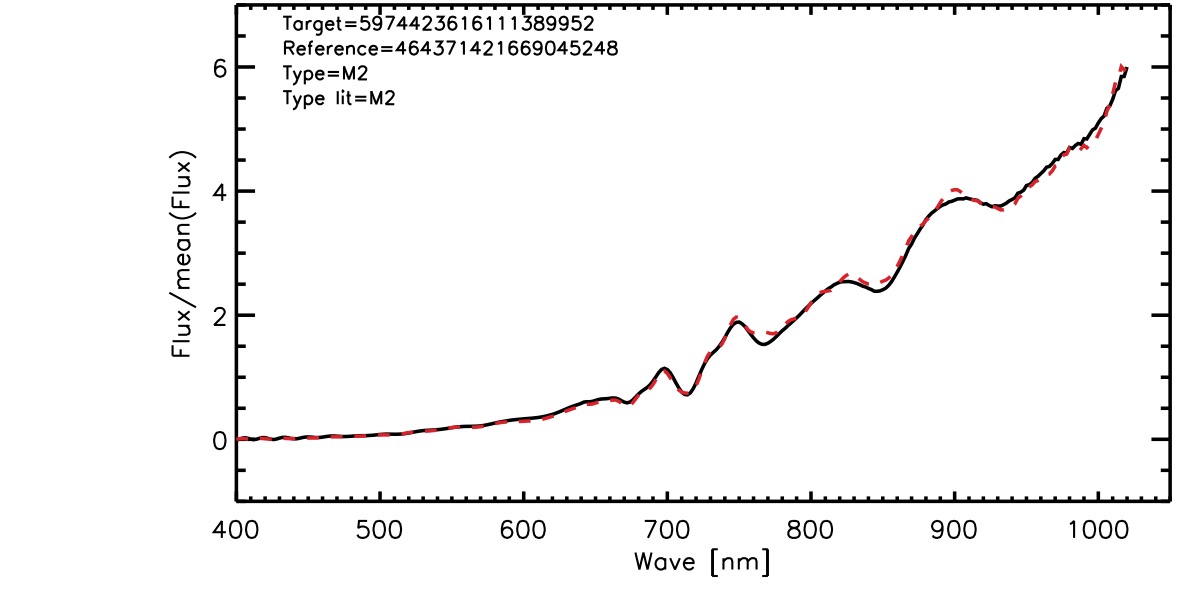 Target=5974423616111389952
Reference=464371421669045248
Type=M2
Type lit=M2
6
4
2
0
Flux/mean(Flux)
400 500 600 700 800 900 1000
Wave [nm]